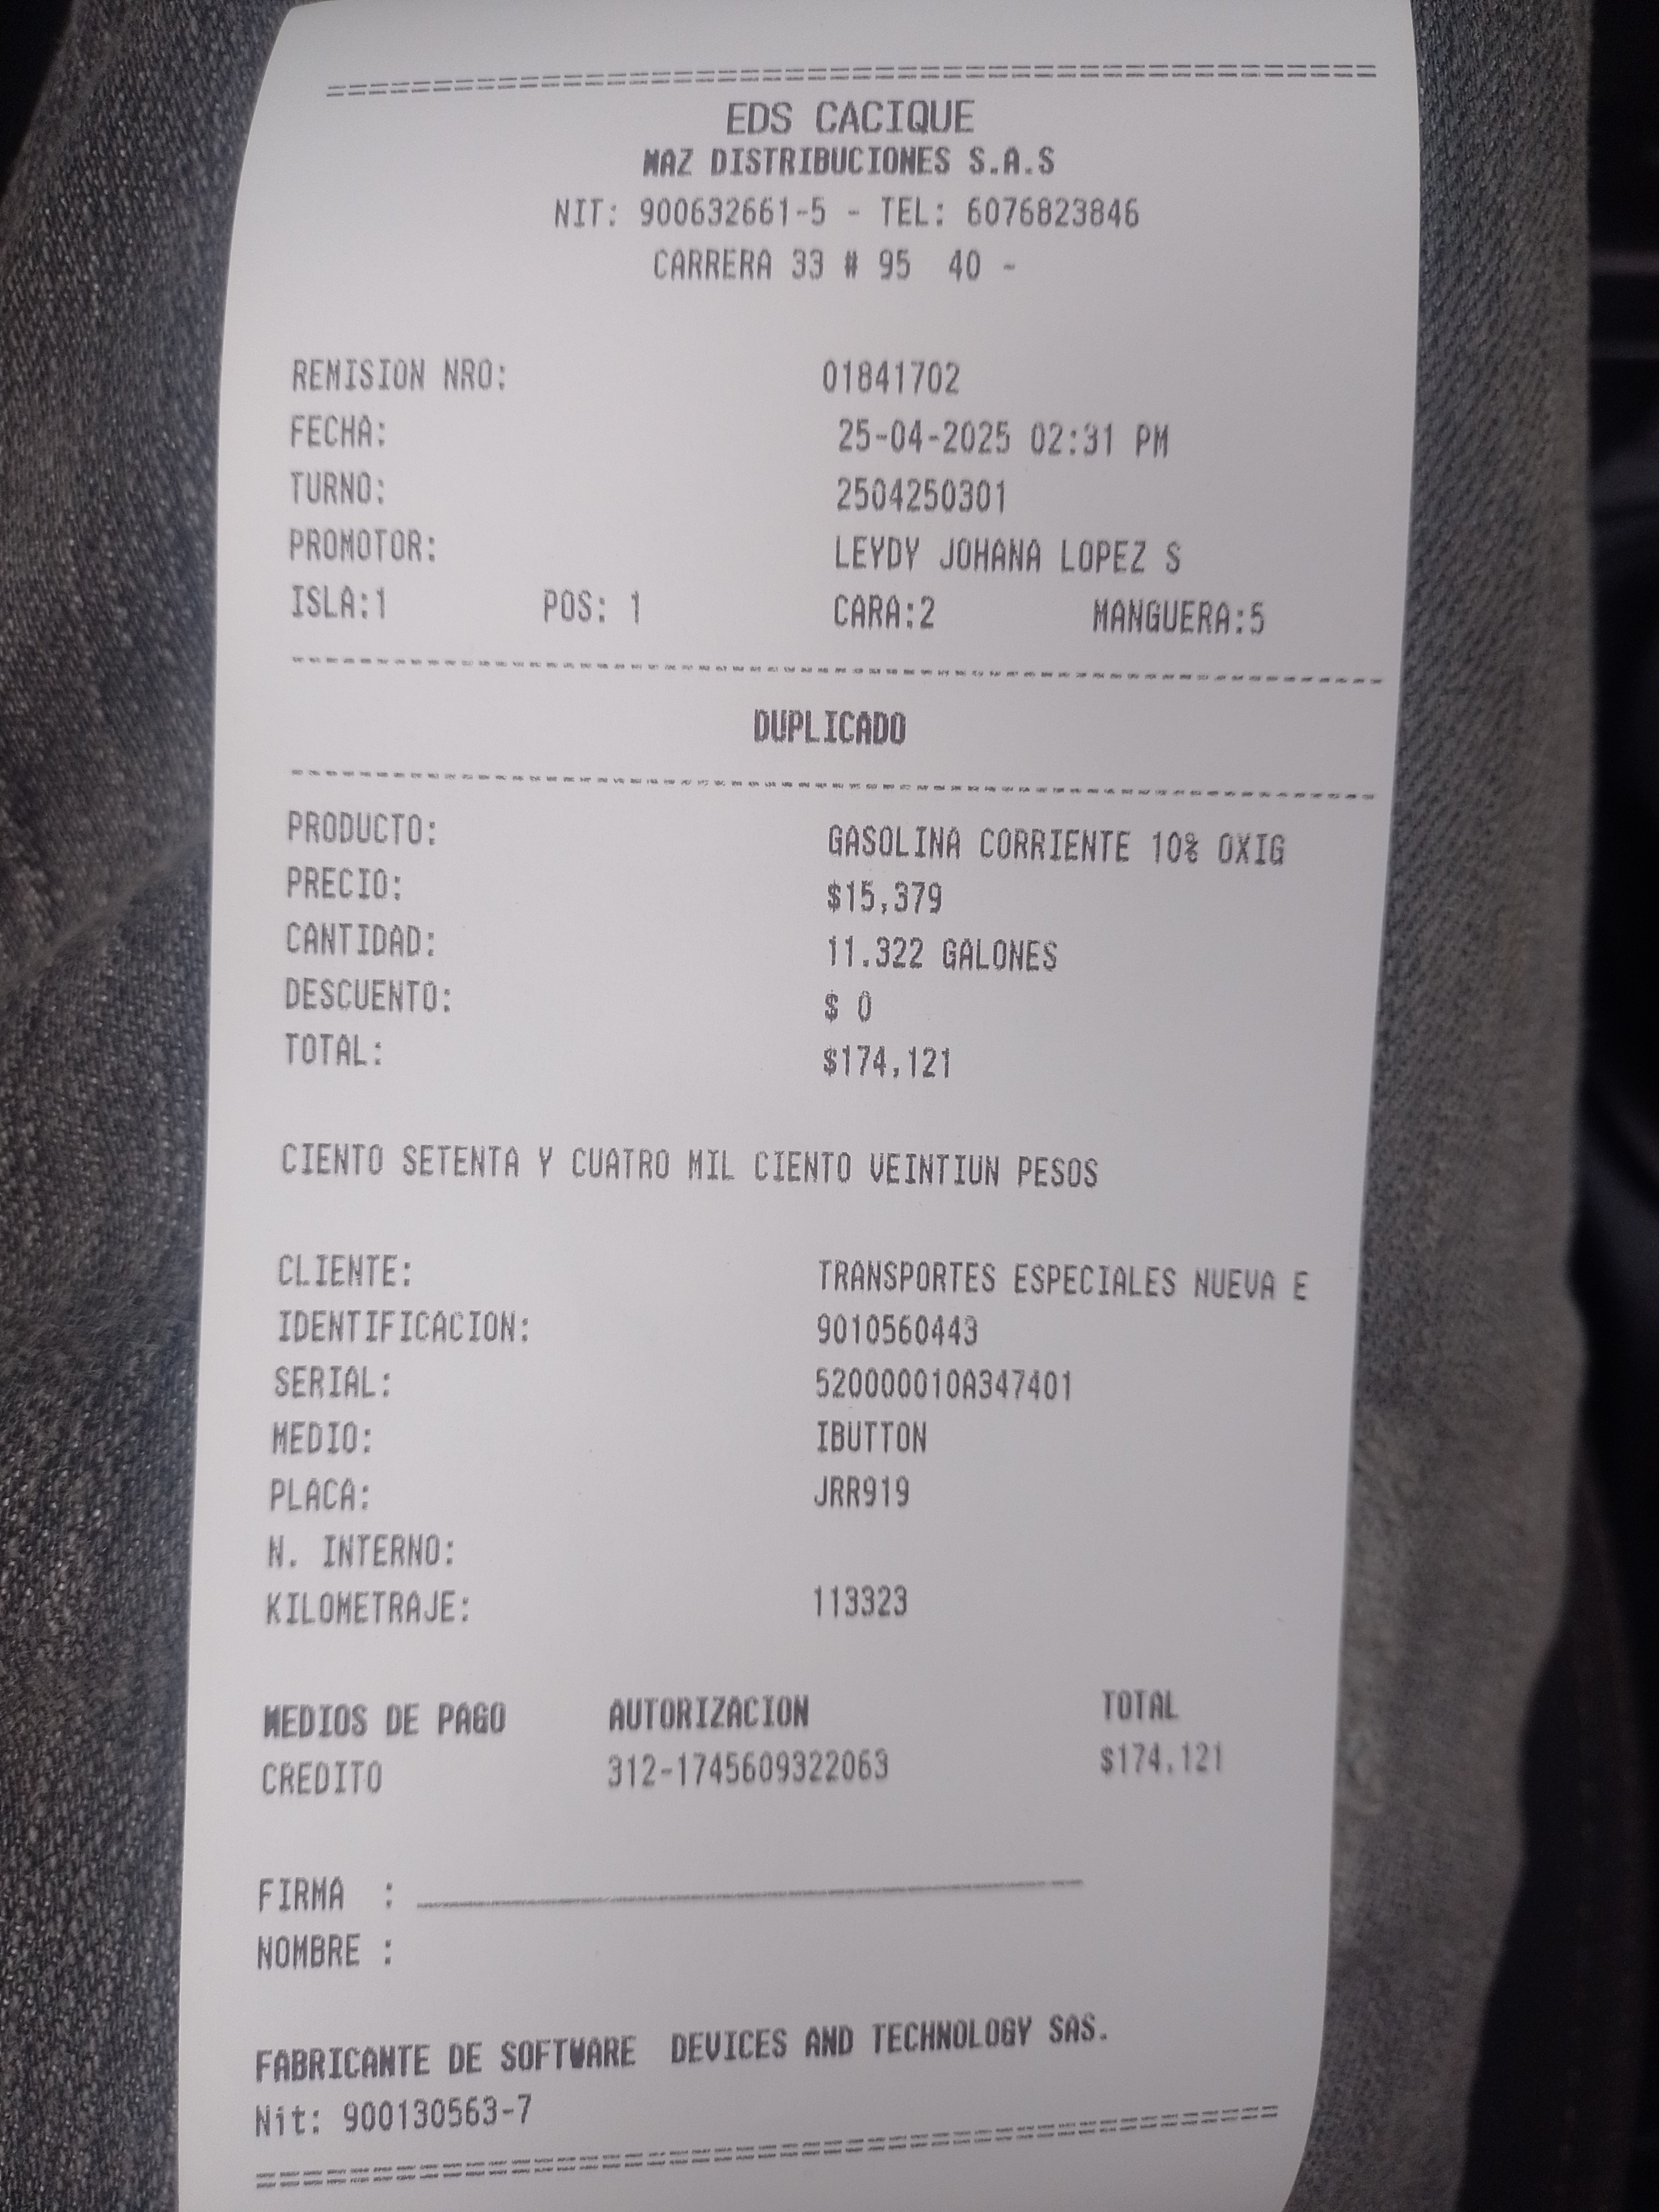 EDS CACIQUE
MAZ DISTRIBUCIONES S.A.S
NIT: 900632661-5 - TEL: 6076823846
CARRERA 33 # 95 40 -
REMISION NRO: 01841702
FECHA: 25-04-2025 02:31 PM
TURNO: 2504250301
PROMOTOR: LEYDY JOHANA LOPEZ S
ISLA:1 POS: 1 CARA:2 MANGUERA:5
DUPLICADO
PRODUCTO: GASOLINA CORRIENTE 10% OXIG
PRECIO: $15,379
CANTIDAD: 11.322 GALONES
DESCUENTO: $ 0
TOTAL: $174,121
CIENTO SETENTA Y CUATRO MIL CIENTO VEINTIUN PESOS
CLIENTE: TRANSPORTES ESPECIALES NUEVA E
IDENTIFICACION: 9010560443
SERIAL: 520000010A347401
MEDIO: IBUTTON
PLACA: JRR919
N. INTERNO:
KILOMETRAJE: 113323
MEDIOS DE PAGO AUTORIZACION TOTAL
CREDITO 312-1745609322063 $174,121
FIRMA :
NOMBRE :
FABRICANTE DE SOFTWARE DEVICES AND TECHNOLOGY SAS.
Nit: 900130563-7